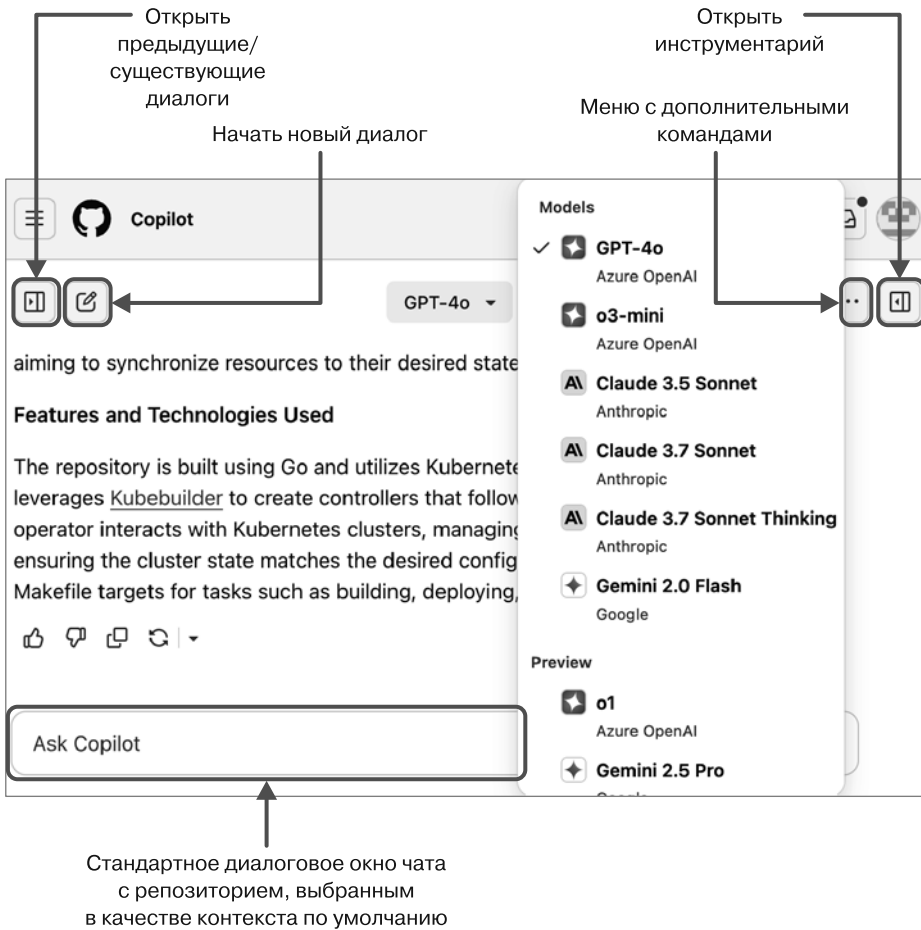 Открыть
предыдущие/
существующие
диалоги
Открыть
инструментарий
Начать новый диалог
Меню с дополнительными
командами
Copilot
GPT-4o
aiming to synchronize resources to their desired state
Features and Technologies Used
The repository is built using Go and utilizes Kubernete
leverages Kubebuilder to create controllers that follow
operator interacts with Kubernetes clusters, managing
ensuring the cluster state matches the desired config
Makefile targets for tasks such as building, deploying,
Ask Copilot
Models
GPT-4o
Azure OpenAI
o3-mini
Azure OpenAI
Claude 3.5 Sonnet
Anthropic
Claude 3.7 Sonnet
Anthropic
Claude 3.7 Sonnet Thinking
Anthropic
Gemini 2.0 Flash
Google
Preview
o1
Azure OpenAI
Gemini 2.5 Pro
Стандартное диалоговое окно чата
с репозиторием, выбранным
в качестве контекста по умолчанию